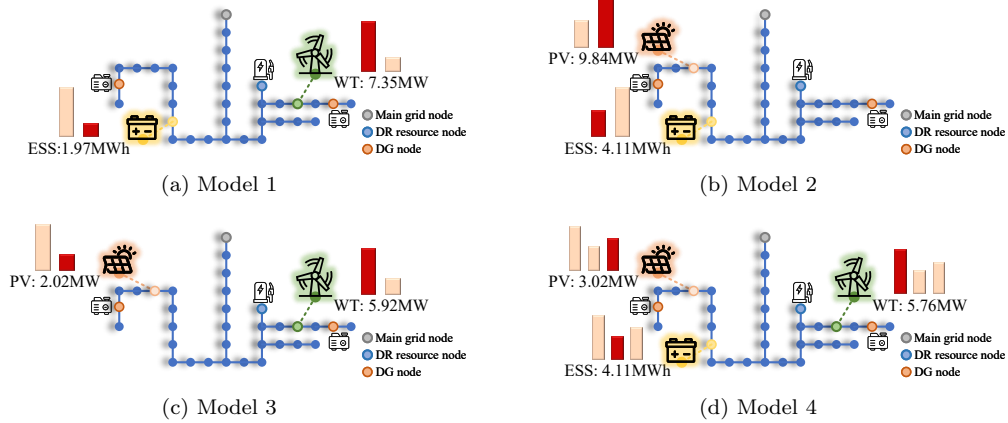 WT: 7.35MW
ESS:1.97MWh
Main grid node
DR resource node
DG node
(a) Model 1
PV: 9.84MW
ESS: 4.11MWh
Main grid node
DR resource node
DG node
(b) Model 2
PV: 2.02MW
WT: 5.92MW
Main grid node
DR resource node
DG node
(c) Model 3
PV: 3.02MW
WT: 5.76MW
ESS: 4.11MWh
Main grid node
DR resource node
DG node
(d) Model 4